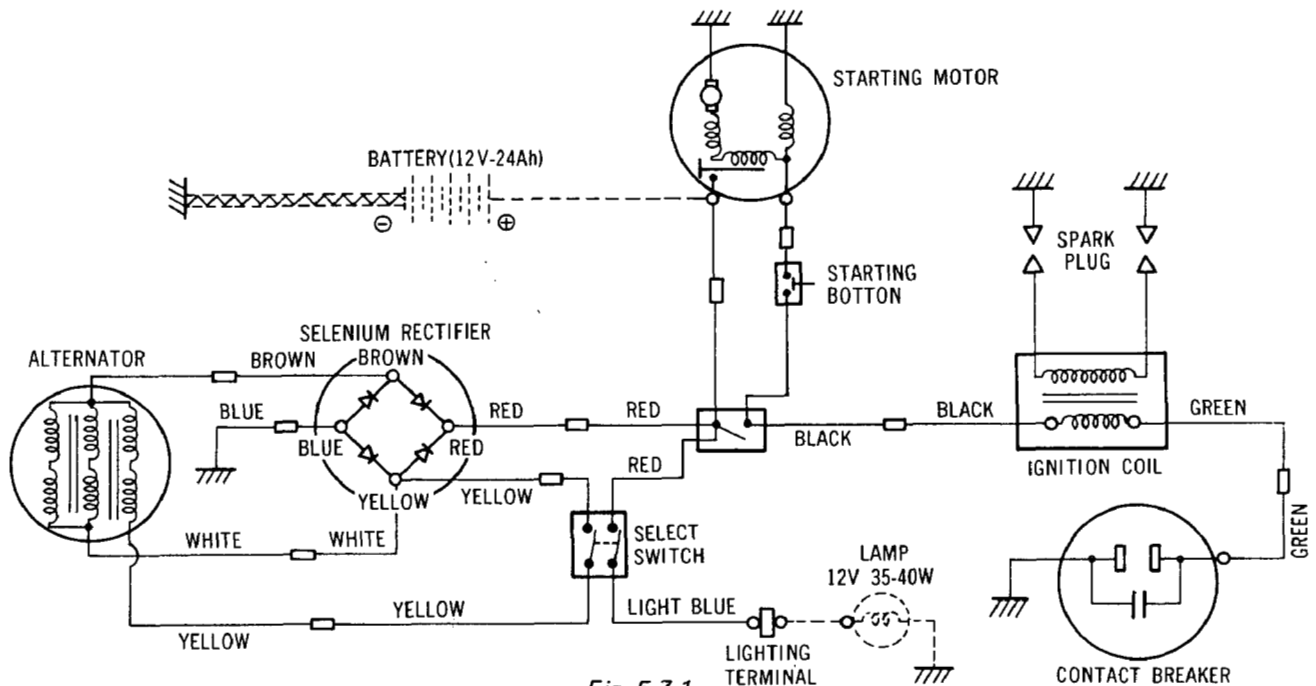 STARTING MOTOR
BATTERY(12V-24Ah)
⊖
⊕
SPARK
PLUG
STARTING
BOTTON
SELENIUM RECTIFIER
ALTERNATOR
BROWN
BROWN
BLUE
RED
RED
BLACK
GREEN
BLUE
RED
BLACK
RED
IGNITION COIL
YELLOW
YELLOW
WHITE
WHITE
SELECT
SWITCH
GREEN
LAMP
12V 35-40W
YELLOW
LIGHT BLUE
YELLOW
LIGHTING
TERMINAL
CONTACT BREAKER